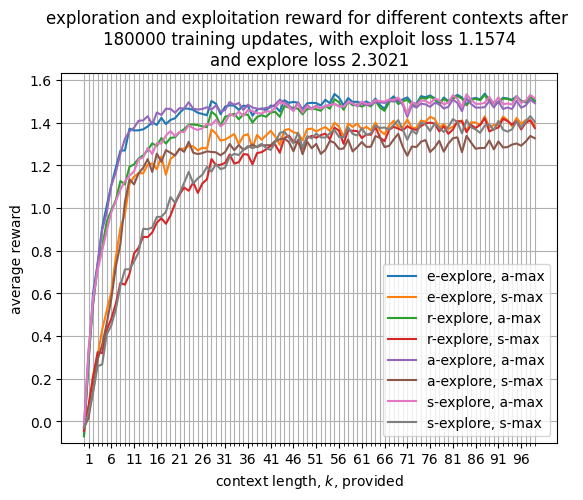 exploration and exploitation reward for different contexts after
180000 training updates, with exploit loss 1.1574
and explore loss 2.3021
1.6
1.4
1.2
1.0
0.8
0.6
0.4
0.2
0.0
average reward
e-explore, a-max
e-explore, s-max
r-explore, a-max
r-explore, s-max
a-explore, a-max
a-explore, s-max
s-explore, a-max
s-explore, s-max
1 6 11 16 21 26 31 36 41 46 51 56 61 66 71 76 81 86 91 96
context length, k, provided